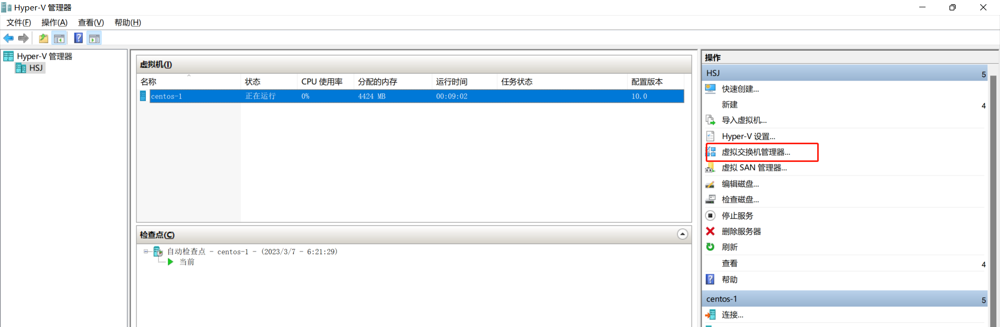 Hyper-V 管理器
文件(F) 操作(A) 查看(V) 帮助(H)
Hyper-V 管理器
HSJ
虚拟机(I)
名称 状态 CPU 使用率 分配的内存 运行时间 任务状态 配置版本
centos-1 正在运行 0% 4424 MB 00:09:02 10.0
检查点(C)
自动检查点 - centos-1 - (2023/3/7 - 6:21:29)
当前
操作
HSJ 5
快速创建...
新建 4
导入虚拟机...
Hyper-V 设置...
虚拟交换机管理器...
虚拟 SAN 管理器...
编辑磁盘...
检查磁盘...
停止服务
删除服务器
刷新
查看 4
帮助
centos-1 5
连接...